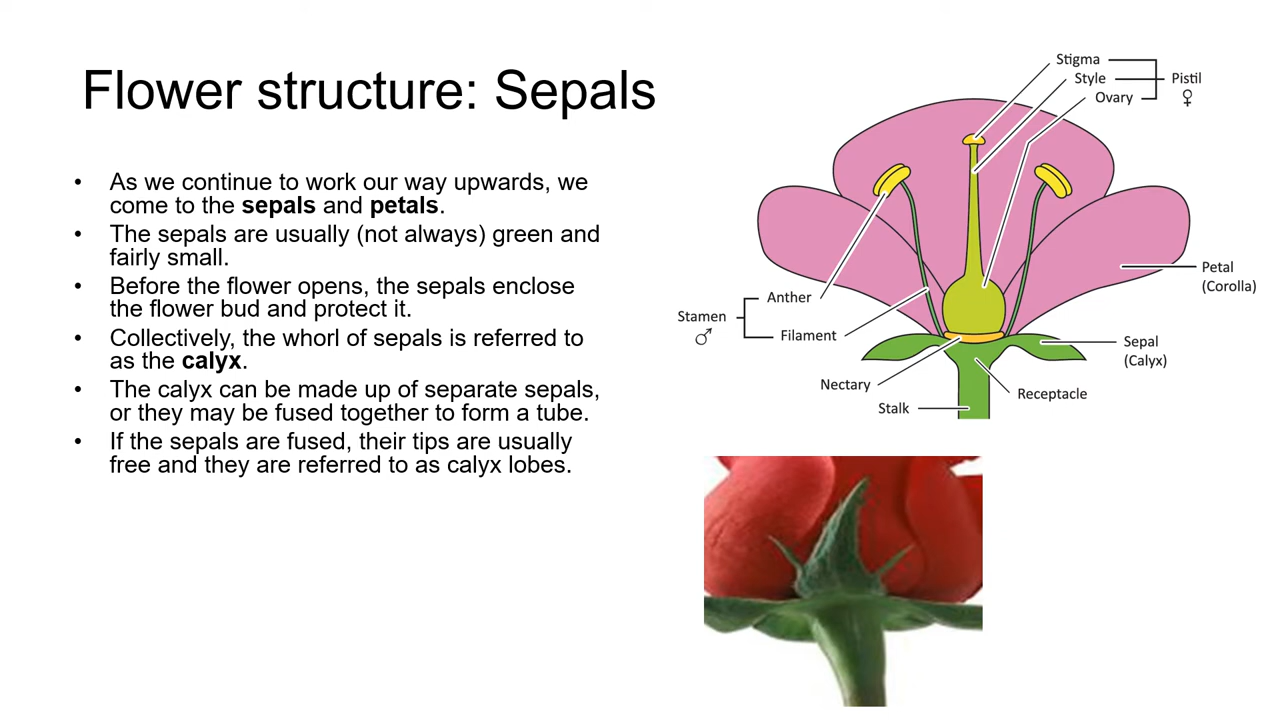 Flower structure: Sepals
• As we continue to work our way upwards, we
come to the sepals and petals.
• The sepals are usually (not always) green and
fairly small.
• Before the flower opens, the sepals enclose
the flower bud and protect it.
• Collectively, the whorl of sepals is referred to
as the calyx.
• The calyx can be made up of separate sepals,
or they may be fused together to form a tube.
• If the sepals are fused, their tips are usually
free and they are referred to as calyx lobes.
Stigma
Style
Ovary
Pistil
♀
Petal
(Corolla)
Anther
Stamen
♂
Filament
Sepal
(Calyx)
Nectary
Receptacle
Stalk